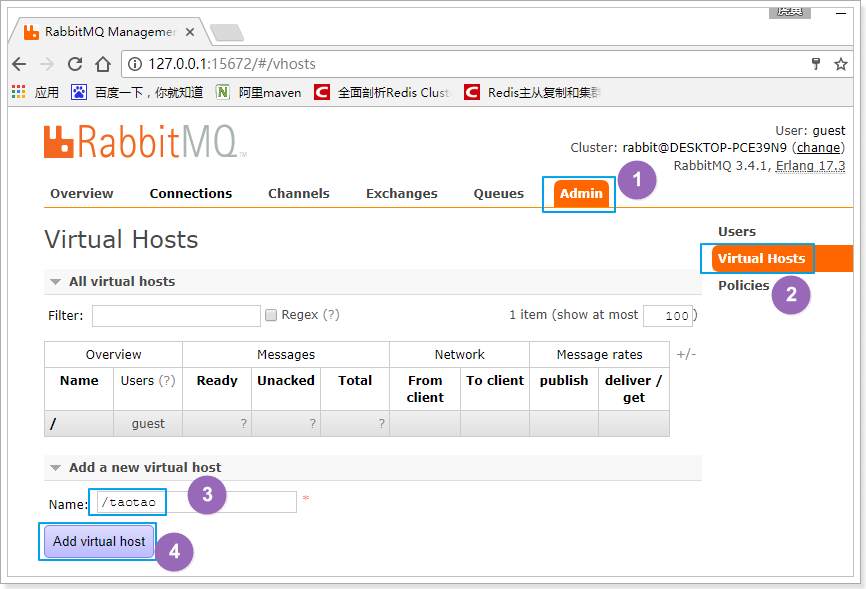 虎黄
RabbitMQ Managemen
127.0.0.1:15672/#/vhosts
应用 百度一下，你就知道 阿里maven 全面剖析Redis Clust Redis主从复制和集群
RabbitMQ™
User: guest
Cluster: rabbit@DESKTOP-PCE39N9 (change)
RabbitMQ 3.4.1, Erlang 17.3
Overview Connections Channels Exchanges Queues Admin 1
Users
Virtual Hosts
Policies 2
Virtual Hosts
All virtual hosts
Filter: Regex (?) 1 item (show at most 100)
Overview Messages Network Message rates +/-
Name Users (?) Ready Unacked Total From client To client publish deliver / get
/ guest ? ? ?
Add a new virtual host
Name: /taotao * 3
Add virtual host 4